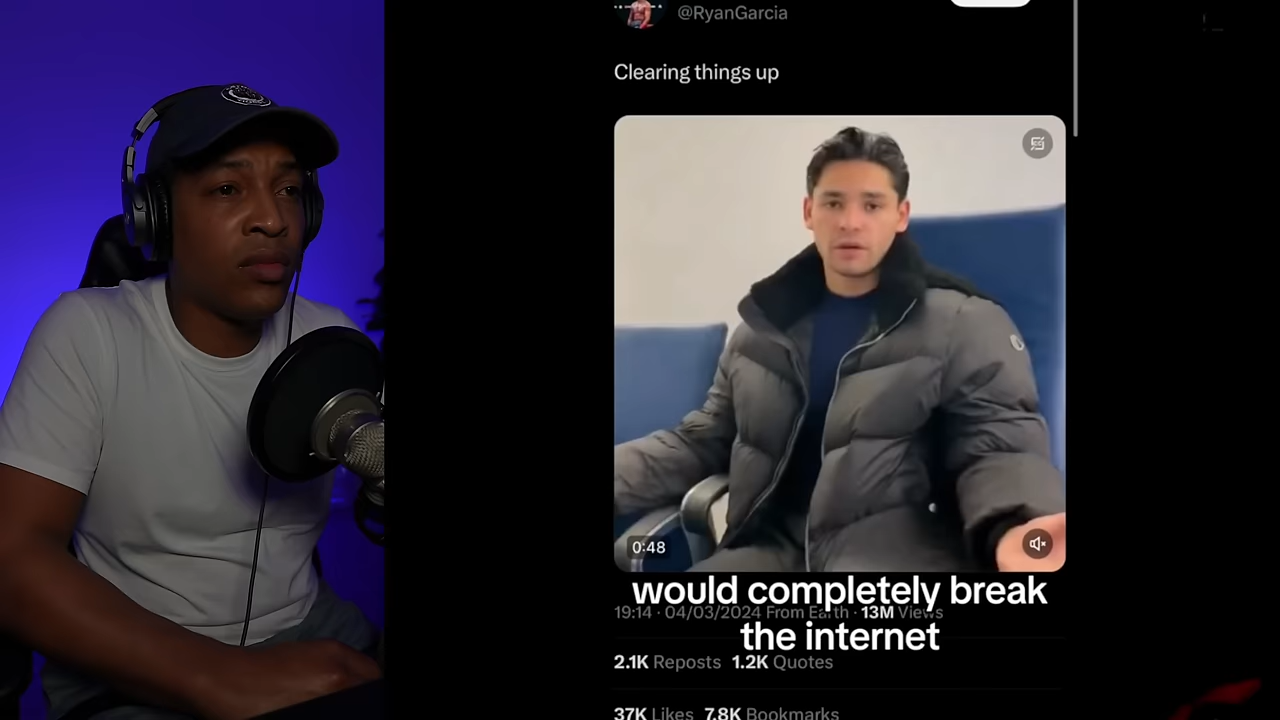 @RyanGarcia
Clearing things up
0:48
would completely break
19:14 · 04/03/2024 From Earth · 13M Views
the internet
2.1K Reposts 1.2K Quotes
37K Likes 7.8K Bookmarks